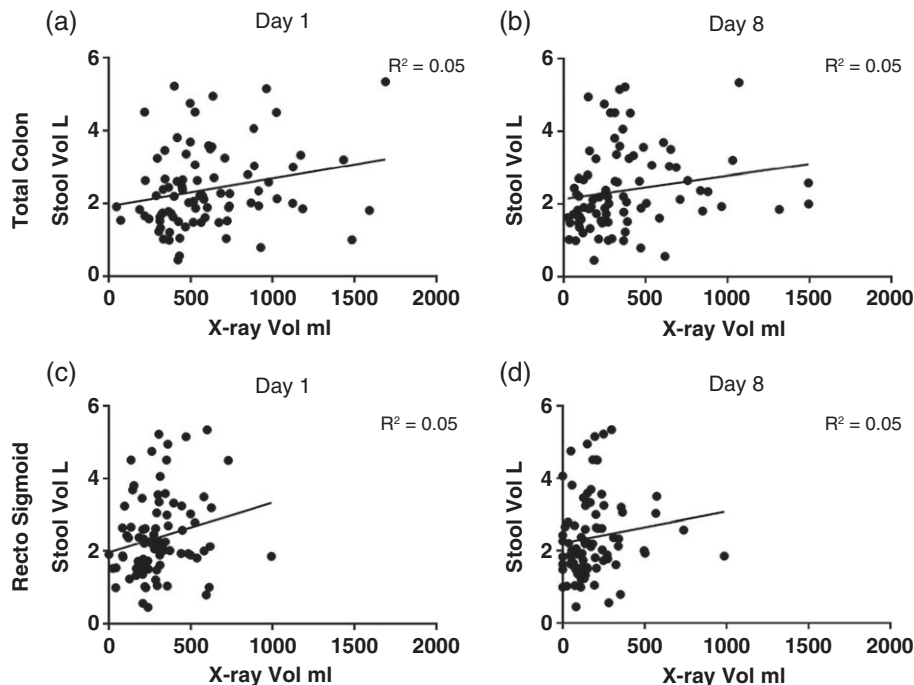 (a)
Day 1
R² = 0.05
Total Colon
Stool Vol L
6
4
2
0
0 500 1000 1500 2000
X-ray Vol ml
(b)
Day 8
R² = 0.05
Stool Vol L
6
4
2
0
0 500 1000 1500 2000
X-ray Vol ml
(c)
Day 1
R² = 0.05
Recto Sigmoid
Stool Vol L
6
4
2
0
0 500 1000 1500 2000
X-ray Vol ml
(d)
Day 8
R² = 0.05
Stool Vol L
6
4
2
0
0 500 1000 1500 2000
X-ray Vol ml